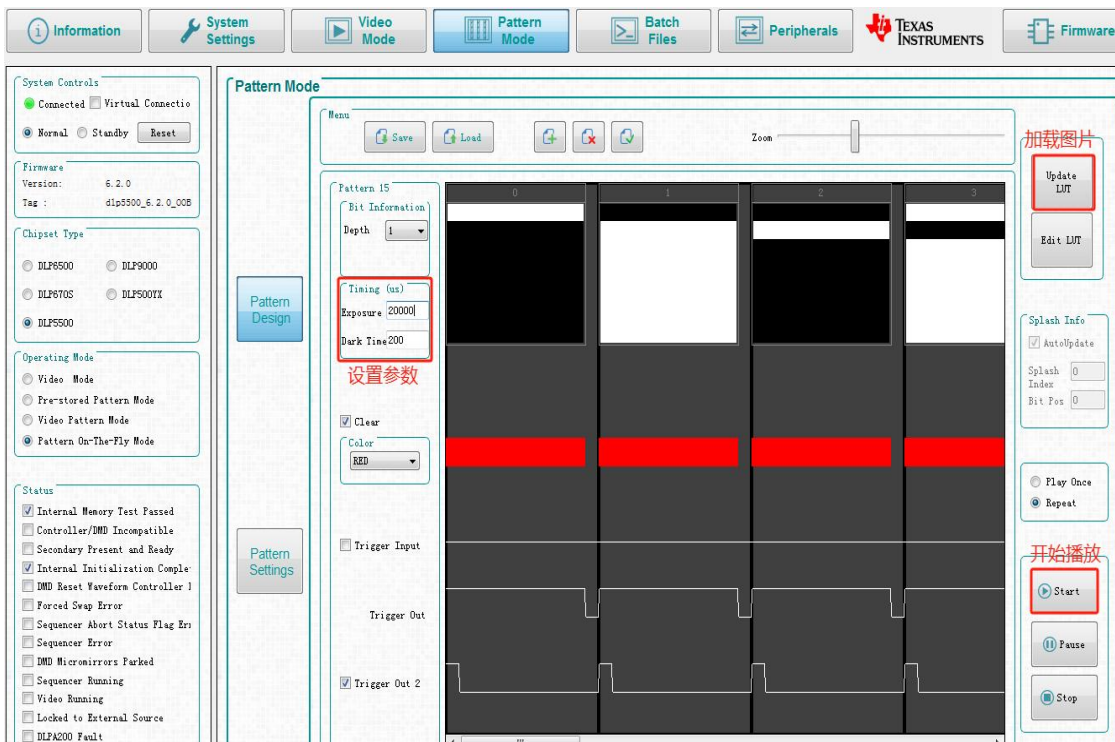 Information
System Settings
Video Mode
Pattern Mode
Batch Files
Peripherals
TEXAS INSTRUMENTS
Firmware
System Controls
Connected Virtual Connectio
Normal Standby Reset
Firmware
Version: 6.2.0
Tag : dlp5500_6.2.0_00B
Chipset Type
DLP6500 DLP9000
DLP670S DLP500YX
DLP5500
Operating Mode
Video Mode
Pre-stored Pattern Mode
Video Pattern Mode
Pattern On-The-Fly Mode
Status
Internal Memory Test Passed
Controller/DMD Incompatible
Secondary Present and Ready
Internal Initialization Comple
DMD Reset Waveform Controller
Forced Swap Error
Sequencer Abort Status Flag Err
Sequencer Error
DMD Micromirrors Parked
Sequencer Running
Video Running
Locked to External Source
DLPA200 Fault
Pattern Mode
Pattern Design
Pattern Settings
Menu
Save Load
Zoom
Pattern 15
Bit Information
Depth 1
Timing (us)
Exposure 20000
Dark Time 200
设置参数
Clear
Color
RED
Trigger Input
Trigger Out
Trigger Out 2
0 1 2 3
加载图片
Update LUT
Edit LUT
Splash Info
AutoUpdate
Splash Index 0
Bit Pos 0
Play Once
Repeat
开始播放
Start
Pause
Stop